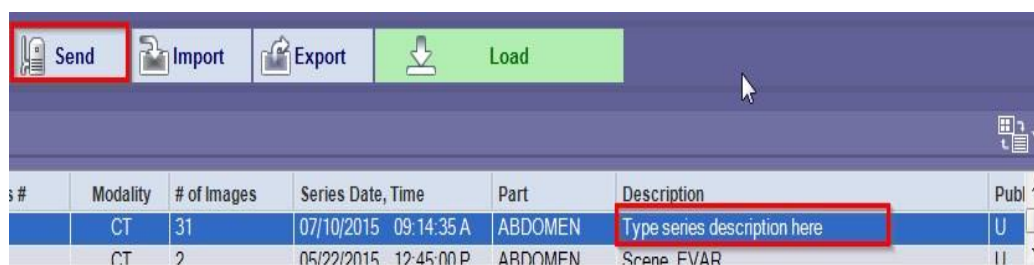 Send Import Export Load
s # Modality # of Images Series Date, Time Part Description Publ
CT 31 07/10/2015 09:14:35 A ABDOMEN Type series description here U
CT 2 05/22/2015 12:45:00 P ABDOMEN Scene EVAR U